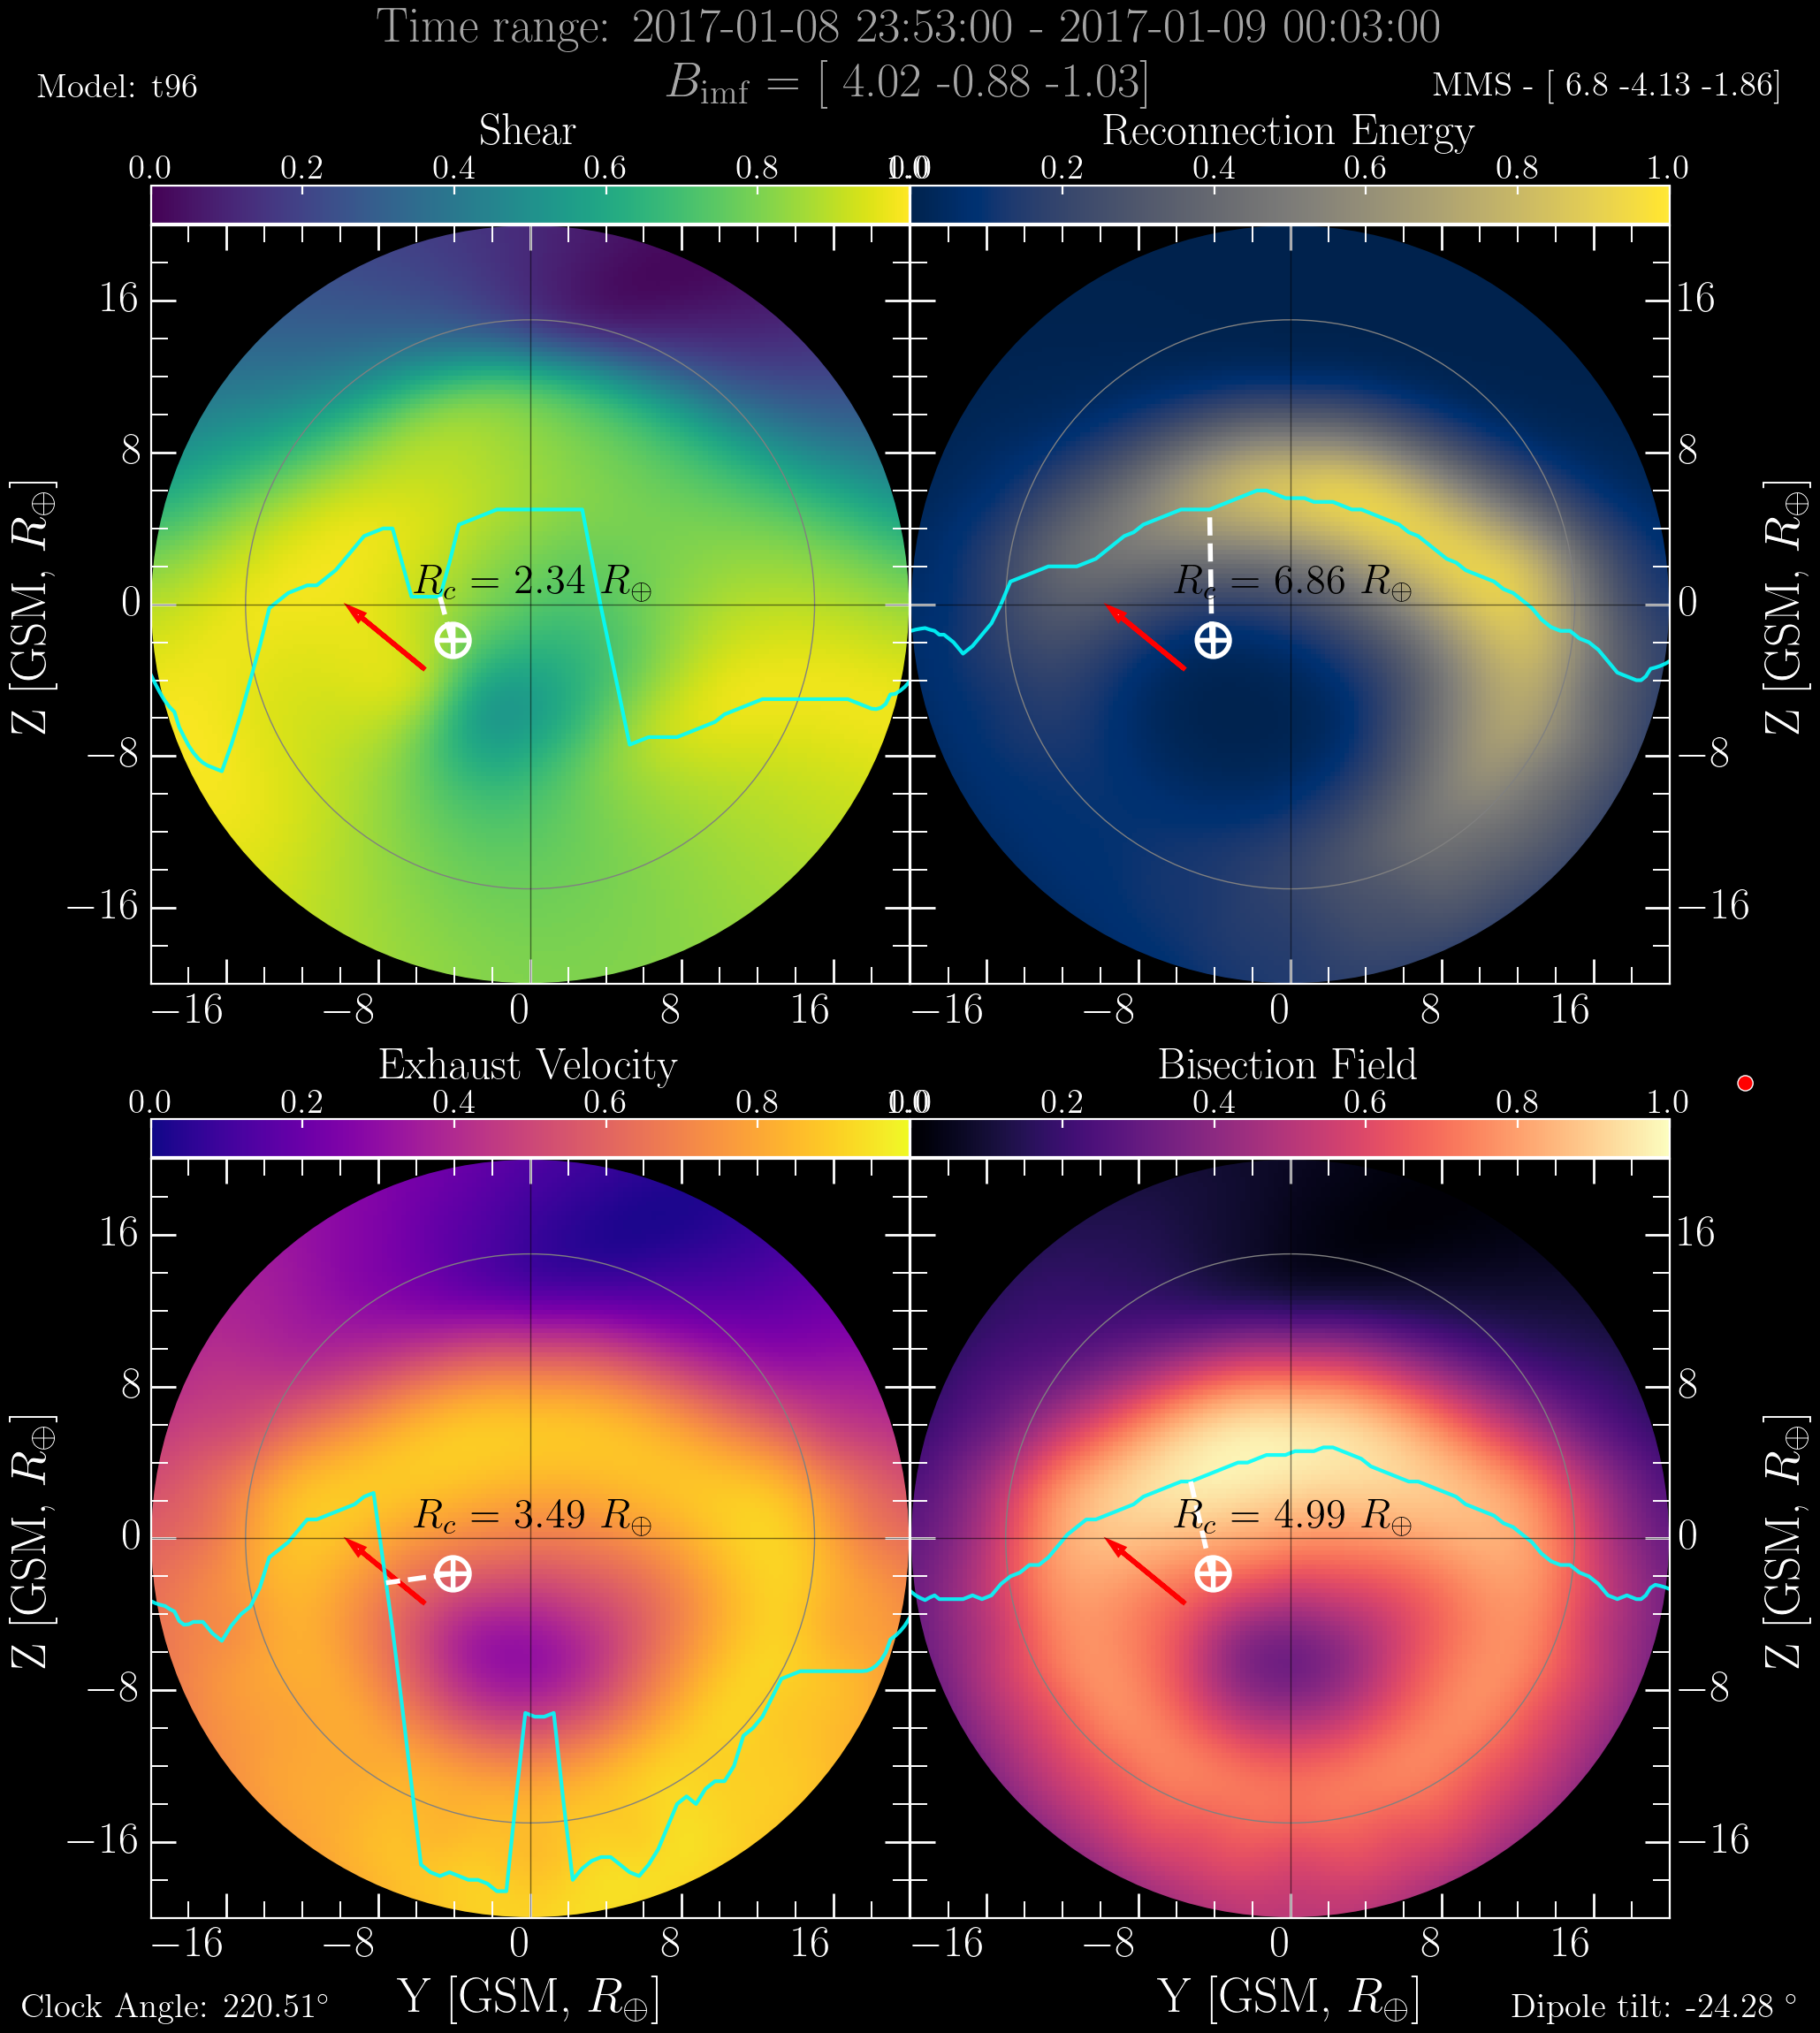 Time range: 2017-01-08 23:53:00 - 2017-01-09 00:03:00
Model: t96
B_imf = [ 4.02 -0.88 -1.03]
MMS - [ 6.8 -4.13 -1.86]
Shear
Reconnection Energy
0.0 0.2 0.4 0.6 0.8 1.0
0.0 0.2 0.4 0.6 0.8 1.0
16 8 0 −8 −16
Z [GSM, R⊕]
R_c = 2.34 R⊕
R_c = 6.86 R⊕
16 8 0 −8 −16
Z [GSM, R⊕]
−16 −8 0 8 16
−16 −8 0 8 16
Exhaust Velocity
Bisection Field
0.0 0.2 0.4 0.6 0.8 1.0
0.0 0.2 0.4 0.6 0.8 1.0
16 8 0 −8 −16
Z [GSM, R⊕]
R_c = 3.49 R⊕
R_c = 4.99 R⊕
16 8 0 −8 −16
Z [GSM, R⊕]
−16 −8 0 8 16
−16 −8 0 8 16
Y [GSM, R⊕]
Y [GSM, R⊕]
Clock Angle: 220.51°
Dipole tilt: -24.28 °